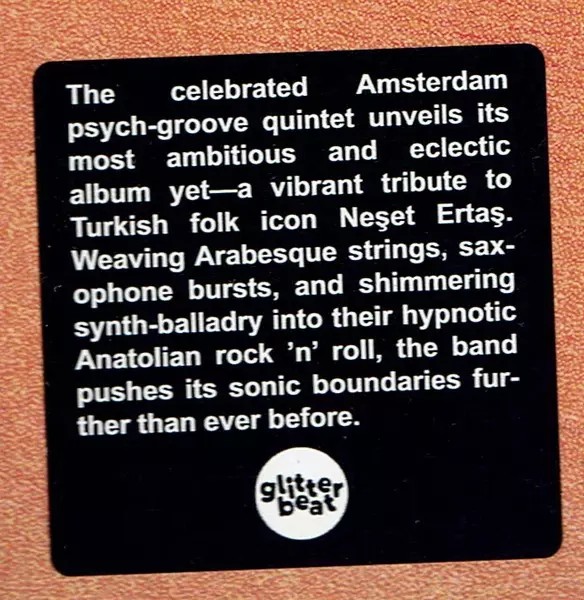 The celebrated Amsterdam
psych-groove quintet unveils its
most ambitious and eclectic
album yet—a vibrant tribute to
Turkish folk icon Neşet Ertaş.
Weaving Arabesque strings, sax-
ophone bursts, and shimmering
synth-balladry into their hypnotic
Anatolian rock ’n’ roll, the band
pushes its sonic boundaries fur-
ther than ever before.
glitter
beat